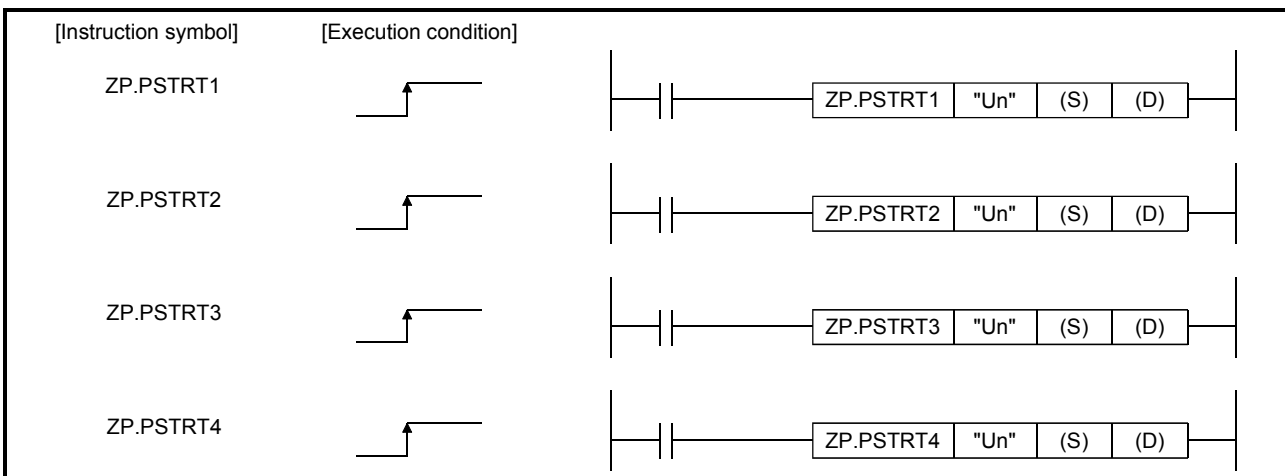 [Instruction symbol] [Execution condition]
ZP.PSTRT1 ZP.PSTRT1 "Un" (S) (D)
ZP.PSTRT2 ZP.PSTRT2 "Un" (S) (D)
ZP.PSTRT3 ZP.PSTRT3 "Un" (S) (D)
ZP.PSTRT4 ZP.PSTRT4 "Un" (S) (D)